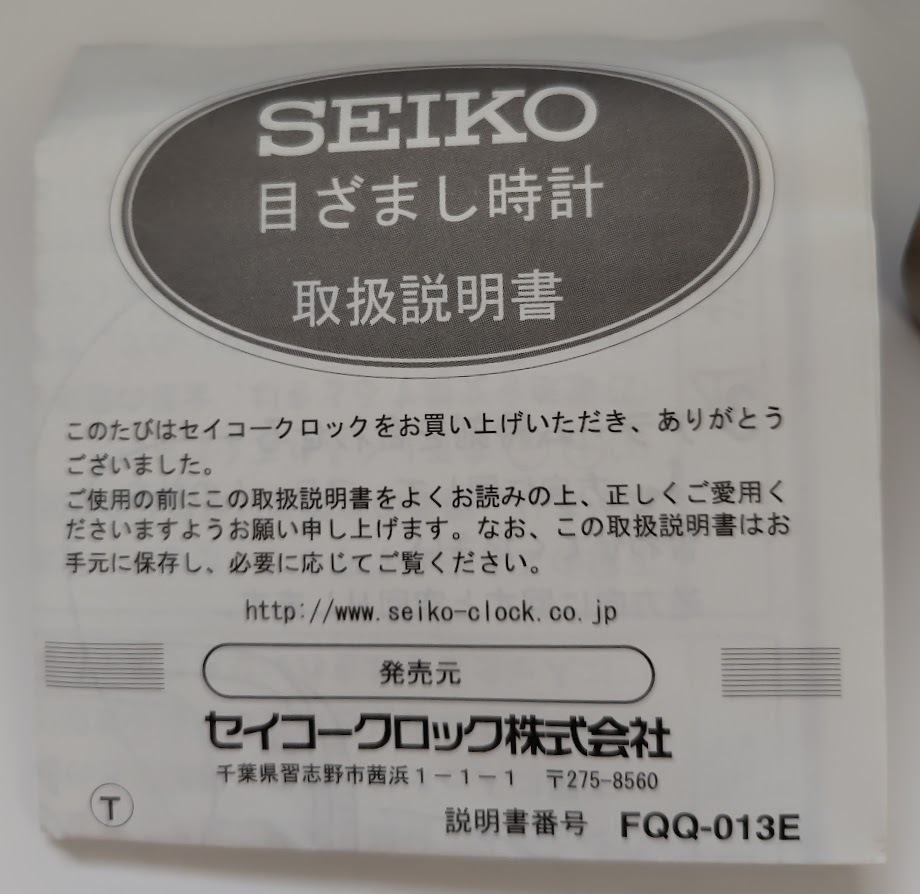 SEIKO
目ざまし時計
取扱説明書
このたびはセイコークロックをお買い上げいただき、ありがとう
ございました。
ご使用の前にこの取扱説明書をよくお読みの上、正しくご愛用く
ださいますようお願い申し上げます。なお、この取扱説明書はお
手元に保存し、必要に応じてご覧ください。
http://www.seiko-clock.co.jp
発売元
セイコークロック株式会社
千葉県習志野市茜浜1－1－1　〒275-8560
T
説明書番号　FQQ-013E